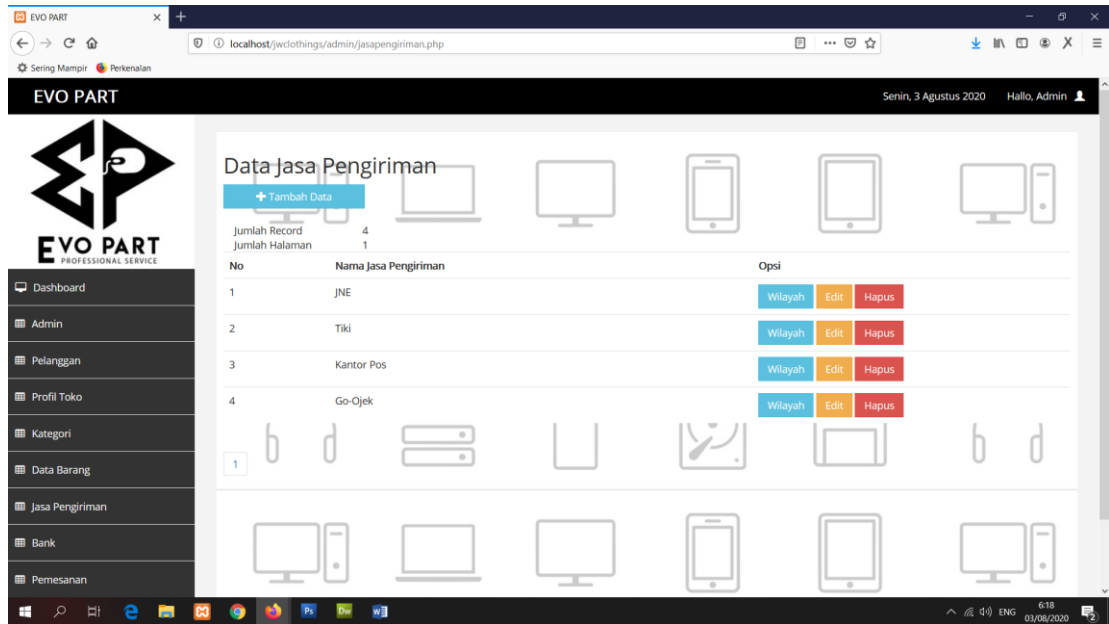 EVO PART
localhost/jwclothings/admin/jasapengiriman.php
Sering Mampir Perkenalan
EVO PART Senin, 3 Agustus 2020 Hallo, Admin
EP
EVO PART
PROFESSIONAL SERVICE
Dashboard
Admin
Pelanggan
Profil Toko
Kategori
Data Barang
Jasa Pengiriman
Bank
Pemesanan
Data Jasa Pengiriman
Tambah Data
Jumlah Record 4
Jumlah Halaman 1
No Nama Jasa Pengiriman Opsi
1 JNE Wilayah Edit Hapus
2 Tiki Wilayah Edit Hapus
3 Kantor Pos Wilayah Edit Hapus
4 Go-Ojek Wilayah Edit Hapus
1
Ps Dw W ENG 6:18
03/08/2020 2